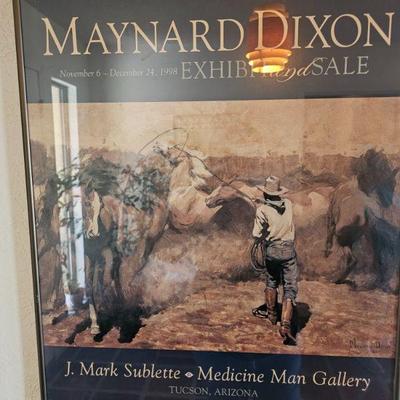 MAYNARD DIXON
November 6 – December 24, 1998 EXHIBIT and SALE
J. Mark Sublette • Medicine Man Gallery
TUCSON, ARIZONA